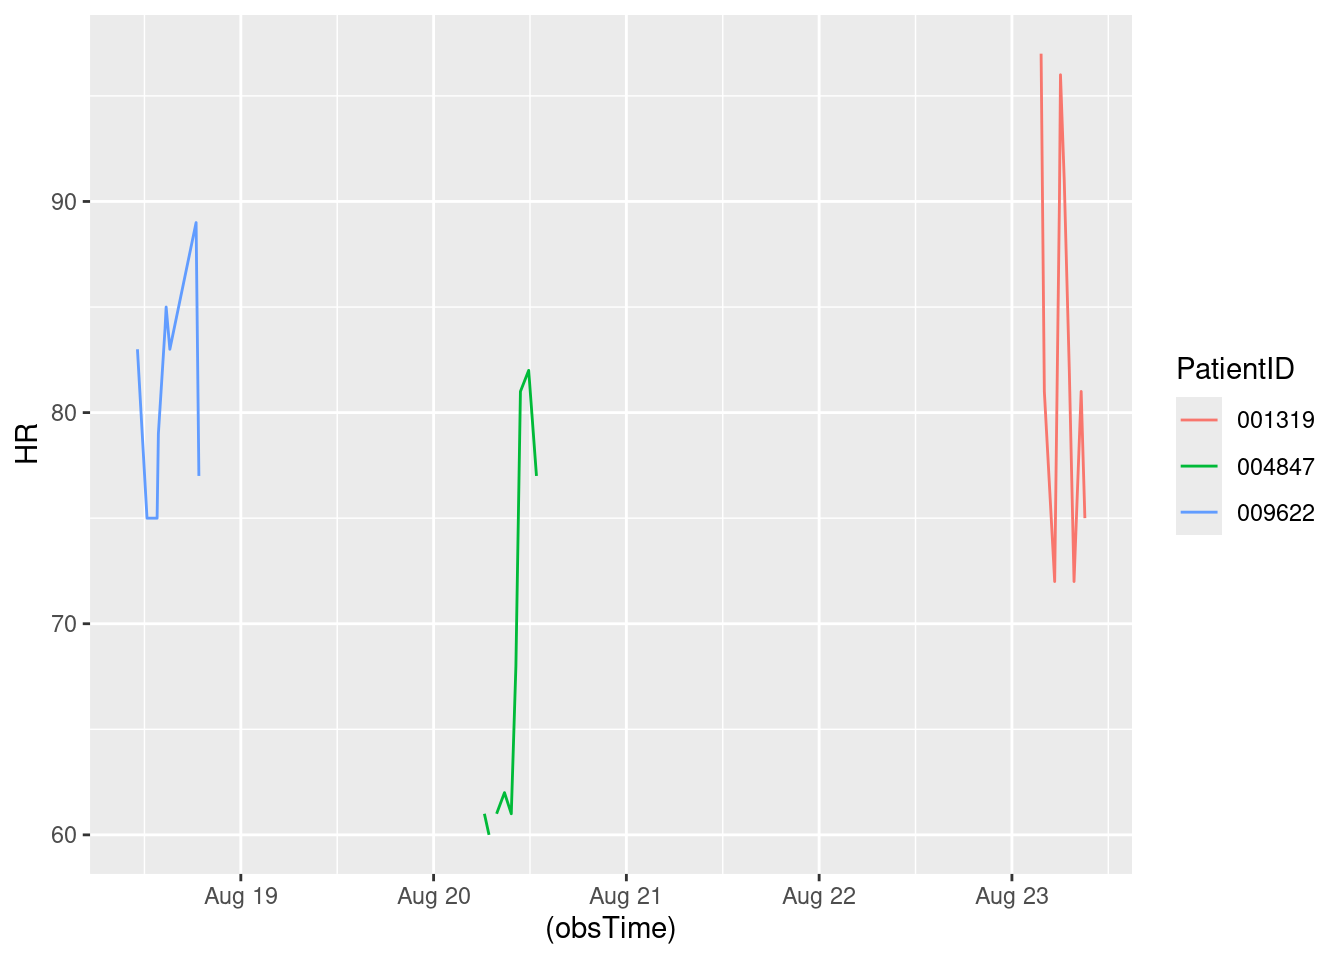 HR
90
80
70
60
Aug 19
Aug 20
Aug 21
Aug 22
Aug 23
(obsTime)
PatientID
001319
004847
009622